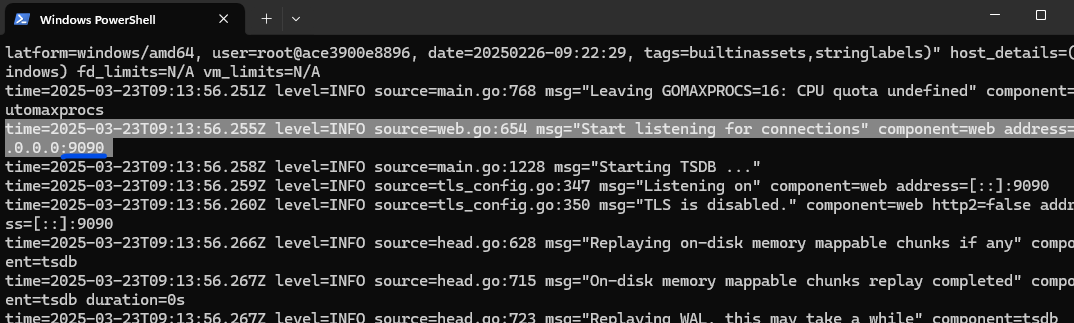 Windows PowerShell
latform=windows/amd64, user=root@ace3900e8896, date=20250226-09:22:29, tags=builtinassets,stringlabels)" host_details=(
indows) fd_limits=N/A vm_limits=N/A
time=2025-03-23T09:13:56.251Z level=INFO source=main.go:768 msg="Leaving GOMAXPROCS=16: CPU quota undefined" component=
utomaxprocs
time=2025-03-23T09:13:56.255Z level=INFO source=web.go:654 msg="Start listening for connections" component=web address=
.0.0.0:9090
time=2025-03-23T09:13:56.258Z level=INFO source=main.go:1228 msg="Starting TSDB ..."
time=2025-03-23T09:13:56.259Z level=INFO source=tls_config.go:347 msg="Listening on" component=web address=[::]:9090
time=2025-03-23T09:13:56.260Z level=INFO source=tls_config.go:350 msg="TLS is disabled." component=web http2=false addr
ss=[::]:9090
time=2025-03-23T09:13:56.266Z level=INFO source=head.go:628 msg="Replaying on-disk memory mappable chunks if any" compo
ent=tsdb
time=2025-03-23T09:13:56.267Z level=INFO source=head.go:715 msg="On-disk memory mappable chunks replay completed" compo
ent=tsdb duration=0s
time=2025-03-23T09:13:56.267Z level=INFO source=head.go:723 msg="Replaying WAL, this may take a while" component=tsdb